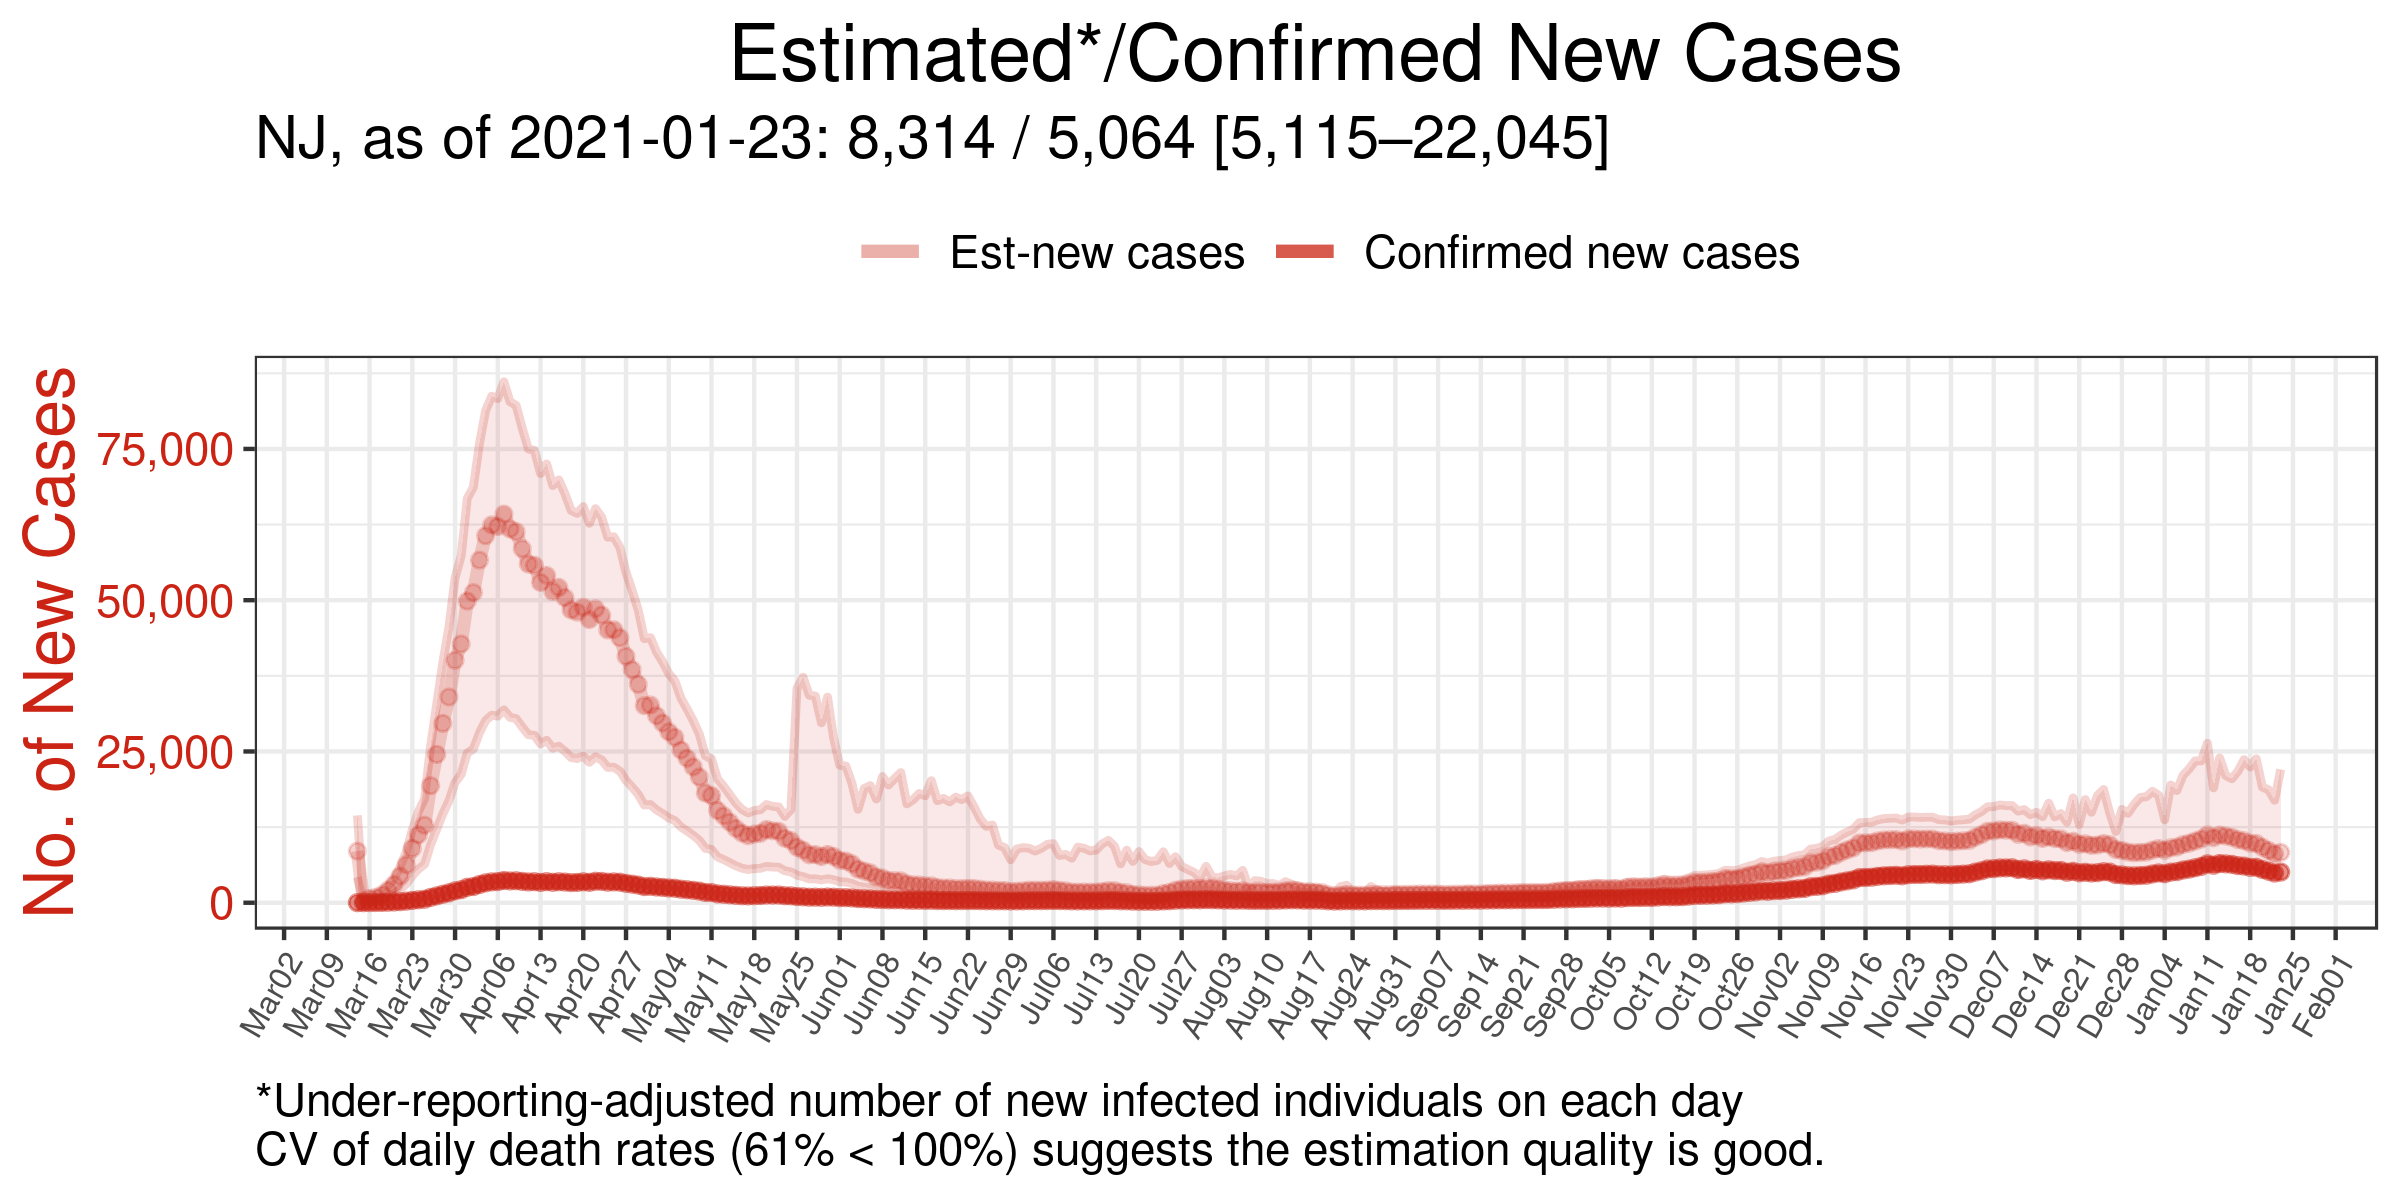 Estimated*/Confirmed New Cases
NJ, as of 2021-01-23: 8,314 / 5,064 [5,115–22,045]
Est-new cases Confirmed new cases
No. of New Cases
75,000
50,000
25,000
0
Mar02 Mar09 Mar16 Mar23 Mar30 Apr06 Apr13 Apr20 Apr27 May04 May11 May18 May25 Jun01 Jun08 Jun15 Jun22 Jun29 Jul06 Jul13 Jul20 Jul27 Aug03 Aug10 Aug17 Aug24 Aug31 Sep07 Sep14 Sep21 Sep28 Oct05 Oct12 Oct19 Oct26 Nov02 Nov09 Nov16 Nov23 Nov30 Dec07 Dec14 Dec21 Dec28 Jan04 Jan11 Jan18 Jan25 Feb01
*Under-reporting-adjusted number of new infected individuals on each day
CV of daily death rates (61% < 100%) suggests the estimation quality is good.